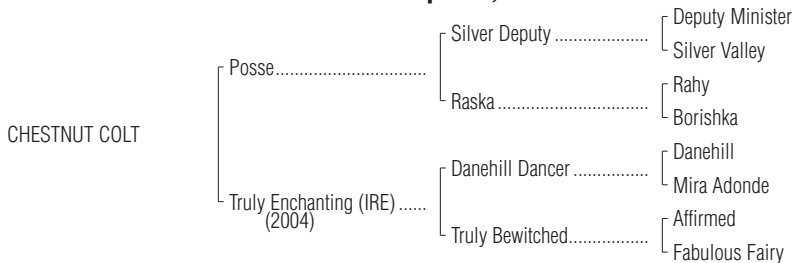 Deputy Minister
Silver Deputy ....................
Silver Valley
Posse................................
Rahy
Raska ................................
Borishka
CHESTNUT COLT
Danehill
Danehill Dancer ................
Mira Adonde
Truly Enchanting (IRE) ......
(2004)
Affirmed
Truly Bewitched.................
Fabulous Fairy